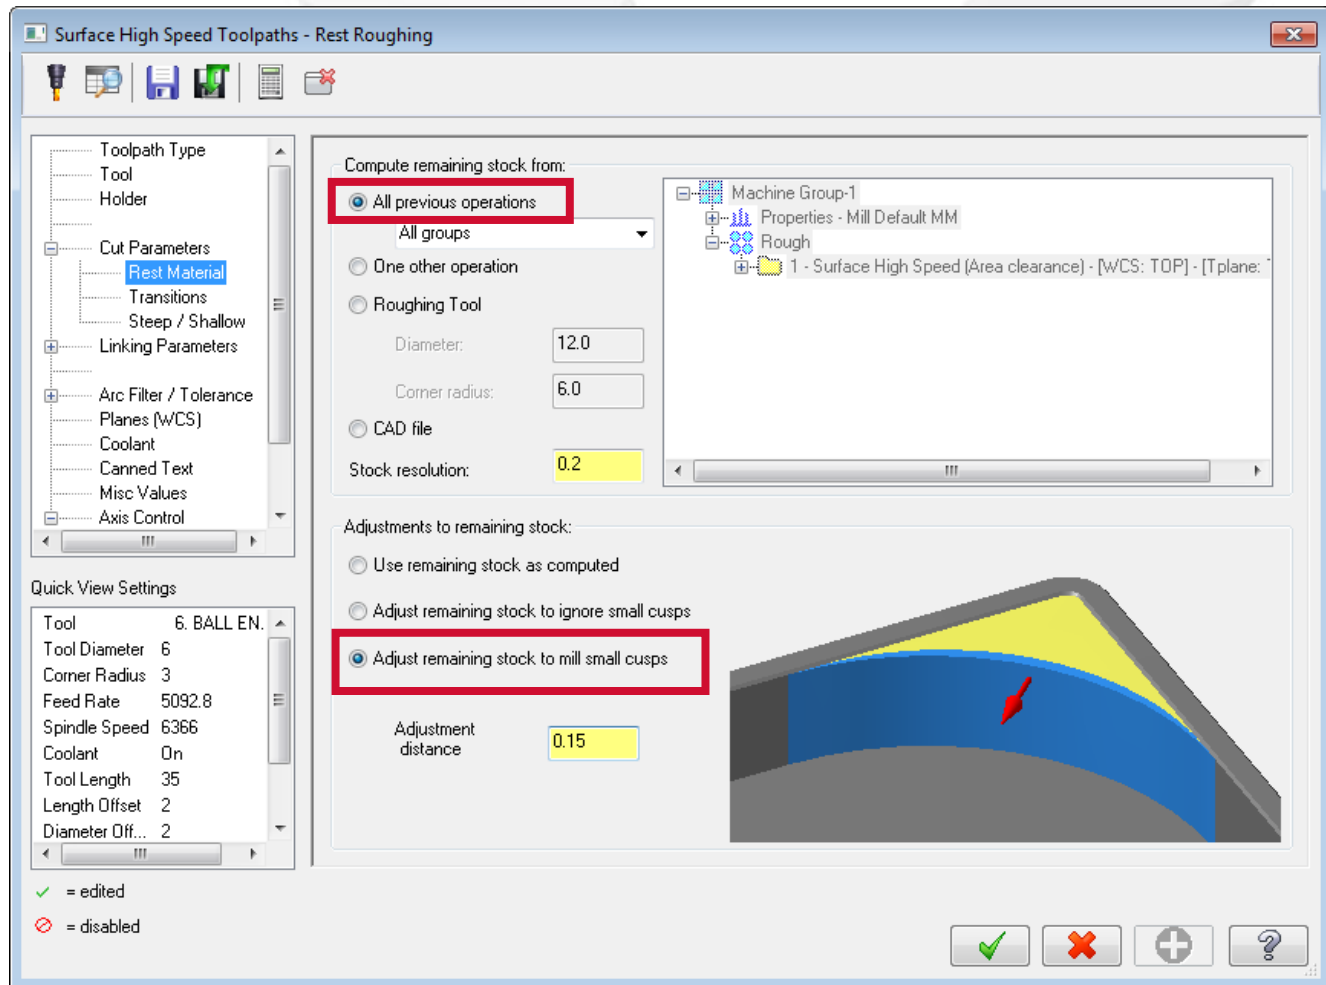 Surface High Speed Toolpaths - Rest Roughing
Toolpath Type
Tool
Holder
Cut Parameters
Rest Material
Transitions
Steep / Shallow
Linking Parameters
Arc Filter / Tolerance
Planes (WCS)
Coolant
Canned Text
Misc Values
Axis Control
Quick View Settings
Tool 6. BALL EN.
Tool Diameter 6
Corner Radius 3
Feed Rate 5092.8
Spindle Speed 6366
Coolant On
Tool Length 35
Length Offset 2
Diameter Off... 2
= edited
= disabled
Compute remaining stock from:
All previous operations
All groups
One other operation
Roughing Tool
Diameter: 12.0
Corner radius: 6.0
CAD file
Stock resolution: 0.2
Machine Group-1
Properties - Mill Default MM
Rough
1 - Surface High Speed (Area clearance) - [WCS: TOP] - [Tplane:
Adjustments to remaining stock:
Use remaining stock as computed
Adjust remaining stock to ignore small cusps
Adjust remaining stock to mill small cusps
Adjustment
distance
0.15